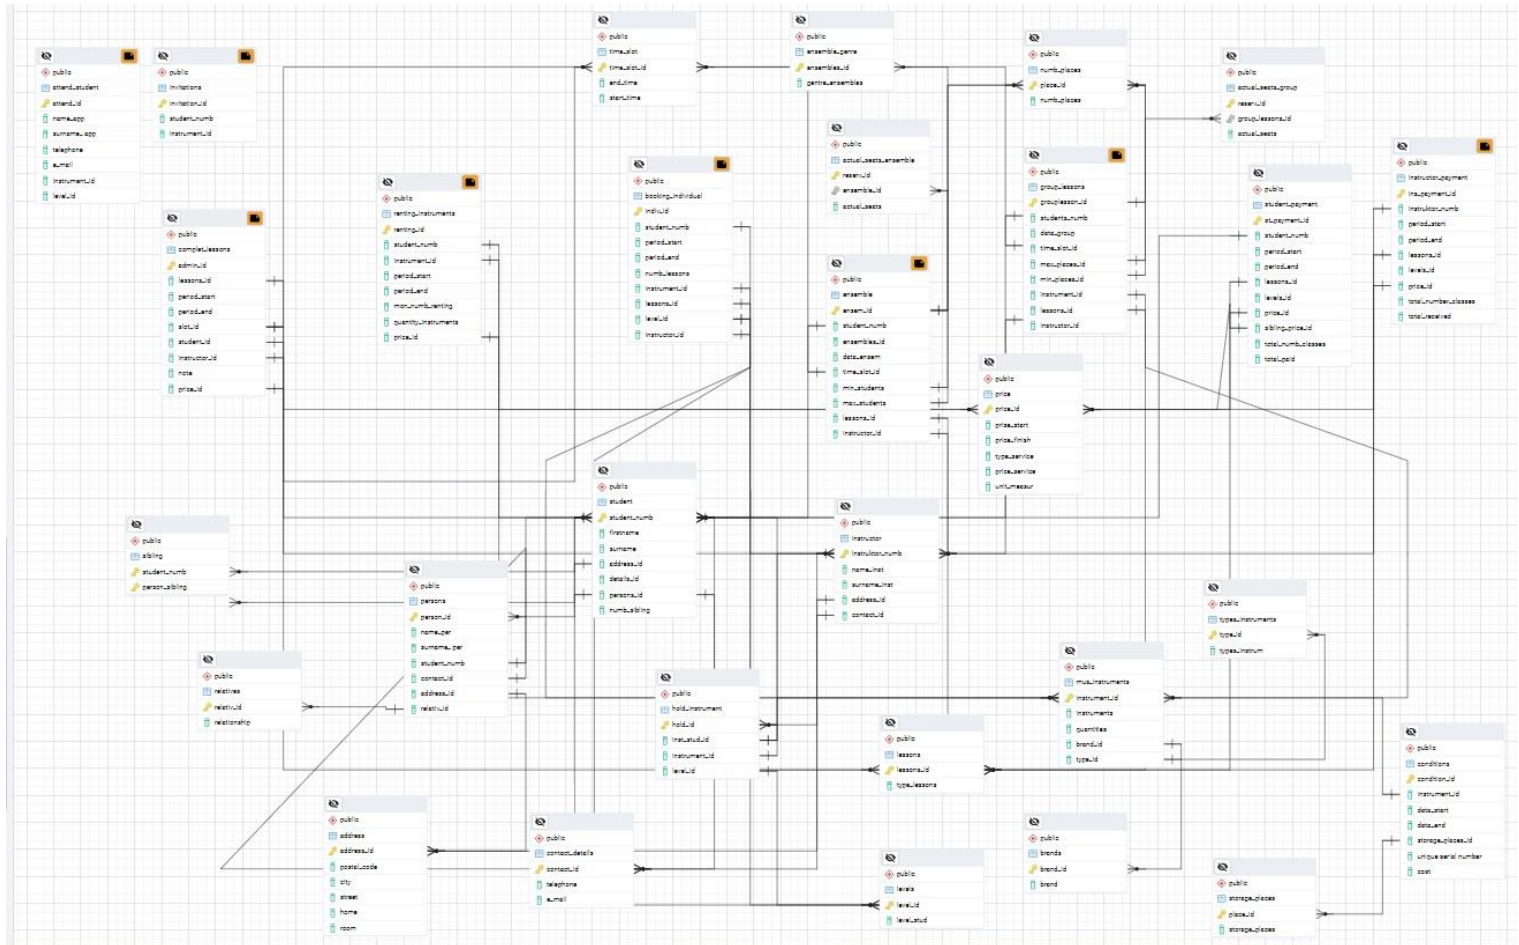 public
time_slot
time_slot_id
end_time
start_time
public
ensemble_genre
ensembles_id
genre_ensembles
public
numb_places
place_id
numb_places
public
actual_seats_group
reserv_id
group_lessons_id
actual_seats
public
attend_student
attend_id
name_app
surname_app
telephone
e_mail
instrument_id
level_id
public
invitations
invitation_id
student_numb
instrument_id
public
actual_seats_ensemble
reserv_id
ensemble_id
actual_seats
public
group_lessons
grouplesson_id
students_numb
date_group
time_slot_id
max_places_id
min_places_id
instrument_id
lessons_id
instructor_id
public
instructor_payment
ins_payment_id
instruktor_numb
period_start
period_end
lessons_id
levels_id
price_id
total_number_classes
total_received
public
student_payment
st_payment_id
student_numb
period_start
period_end
lessons_id
levels_id
price_id
sibling_price_id
total_numb_classes
total_paid
public
renting_instruments
renting_id
student_numb
instrument_id
period_start
period_end
mon_numb_renting
quantity_instruments
price_id
public
booking_individual
indiv_id
student_numb
period_start
period_end
numb_lessons
instrument_id
lessons_id
level_id
instructor_id
public
complet_lessons
admin_id
lessons_id
period_start
period_end
slot_id
student_id
instructor_id
note
price_id
public
ensemble
ensem_id
student_numb
ensembles_id
date_ensem
time_slot_id
min_students
max_students
lessons_id
instructor_id
public
price
price_id
price_finish
type_service
price_service
unit_measur
public
student
student_numb
firstname
surname
address_id
details_id
persons_id
numb_sibling
public
instructor
instruktor_numb
name_inst
surname_inst
address_id
contact_id
public
sibling
student_numb
person_sibling
public
persons
person_id
name_per
surname_per
student_numb
contact_id
address_id
relativ_id
public
types_instruments
type_id
types_instrum
public
relatives
relativ_id
relationship
public
hold_instrument
hold_id
inst_stud_id
instrument_id
level_id
public
mus_instruments
instrument_id
instruments
quantities
brand_id
type_id
public
lessons
lessons_id
type_lessons
public
conditions
condition_id
instrument_id
date_start
date_end
storage_places_id
unique serial number
cost
public
address
address_id
postal_code
city
street
home
room
public
contact_details
contact_id
telephone
e_mail
public
levels
level_id
level_stud
public
brands
brand_id
brand
public
storage_places
place_id
storage_places